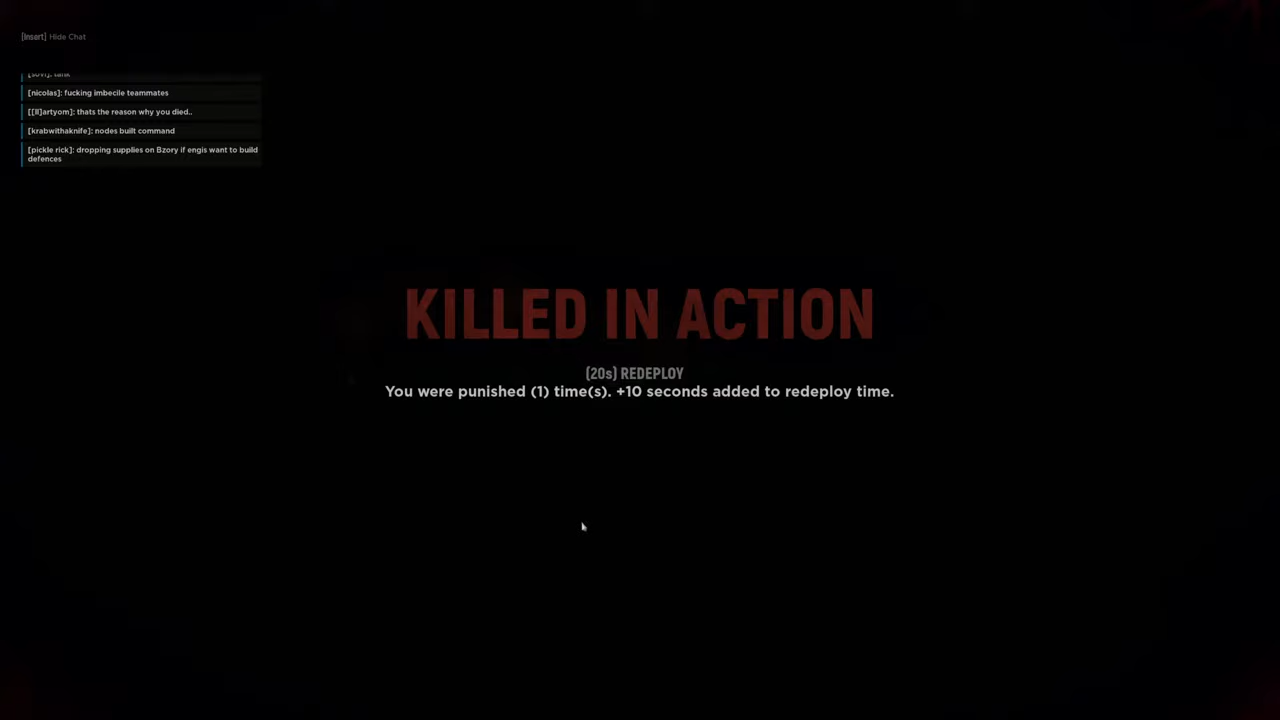 [Insert] Hide Chat
[nicolas]: fucking imbecile teammates
[[II]artyom]: thats the reason why you died..
[krabwithaknife]: nodes built command
[pickle rick]: dropping supplies on Bzory if engis want to build
defences
KILLED IN ACTION
(20s) REDEPLOY
You were punished (1) time(s). +10 seconds added to redeploy time.